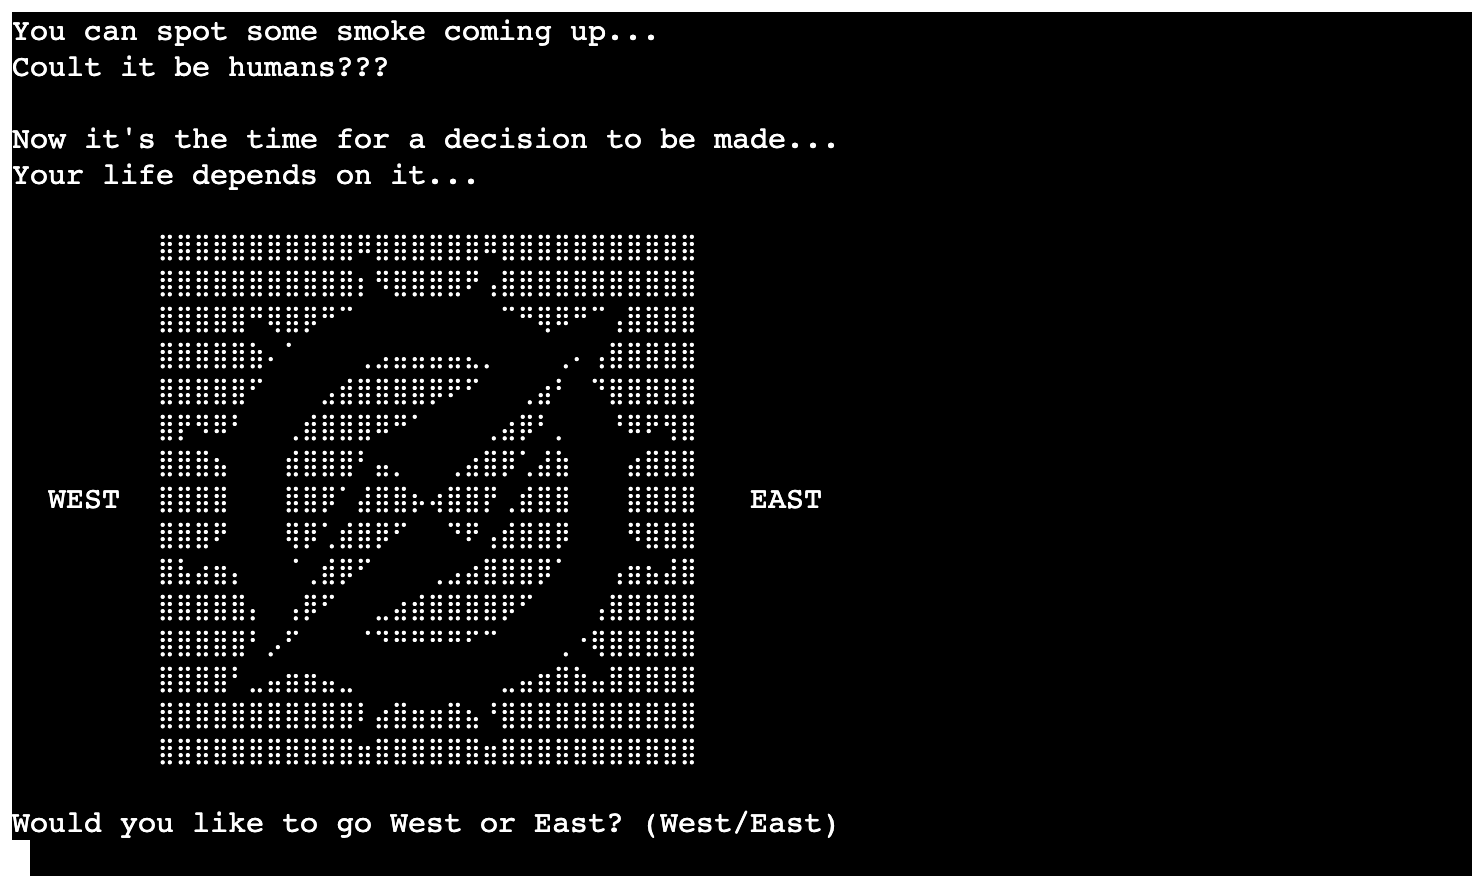 You can spot some smoke coming up...
Coult it be humans???
Now it's the time for a decision to be made...
Your life depends on it...
WEST EAST
Would you like to go West or East? (West/East)